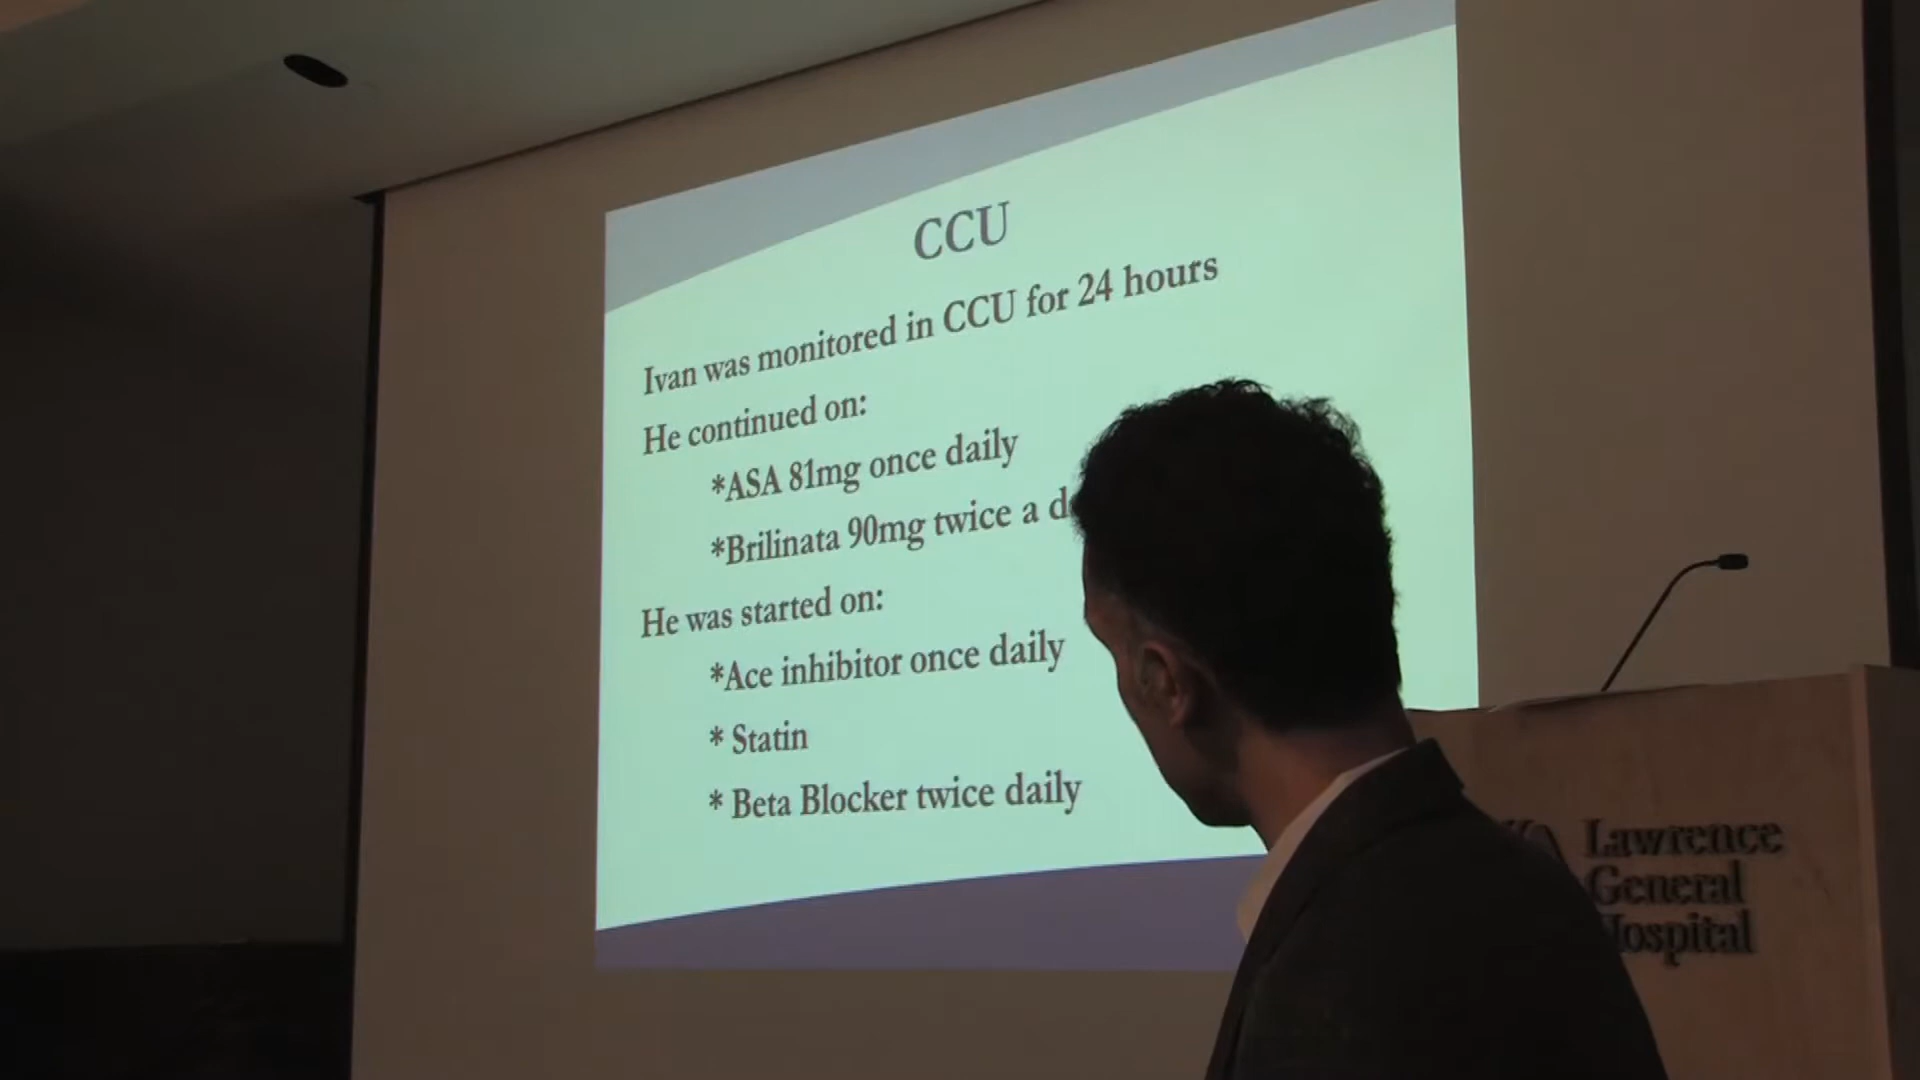 CCU
Ivan was monitored in CCU for 24 hours
He continued on:
*ASA 81mg once daily
*Brilinata 90mg twice a
He was started on:
*Ace inhibitor once daily
* Statin
* Beta Blocker twice daily
Lawrence
General
Hospital